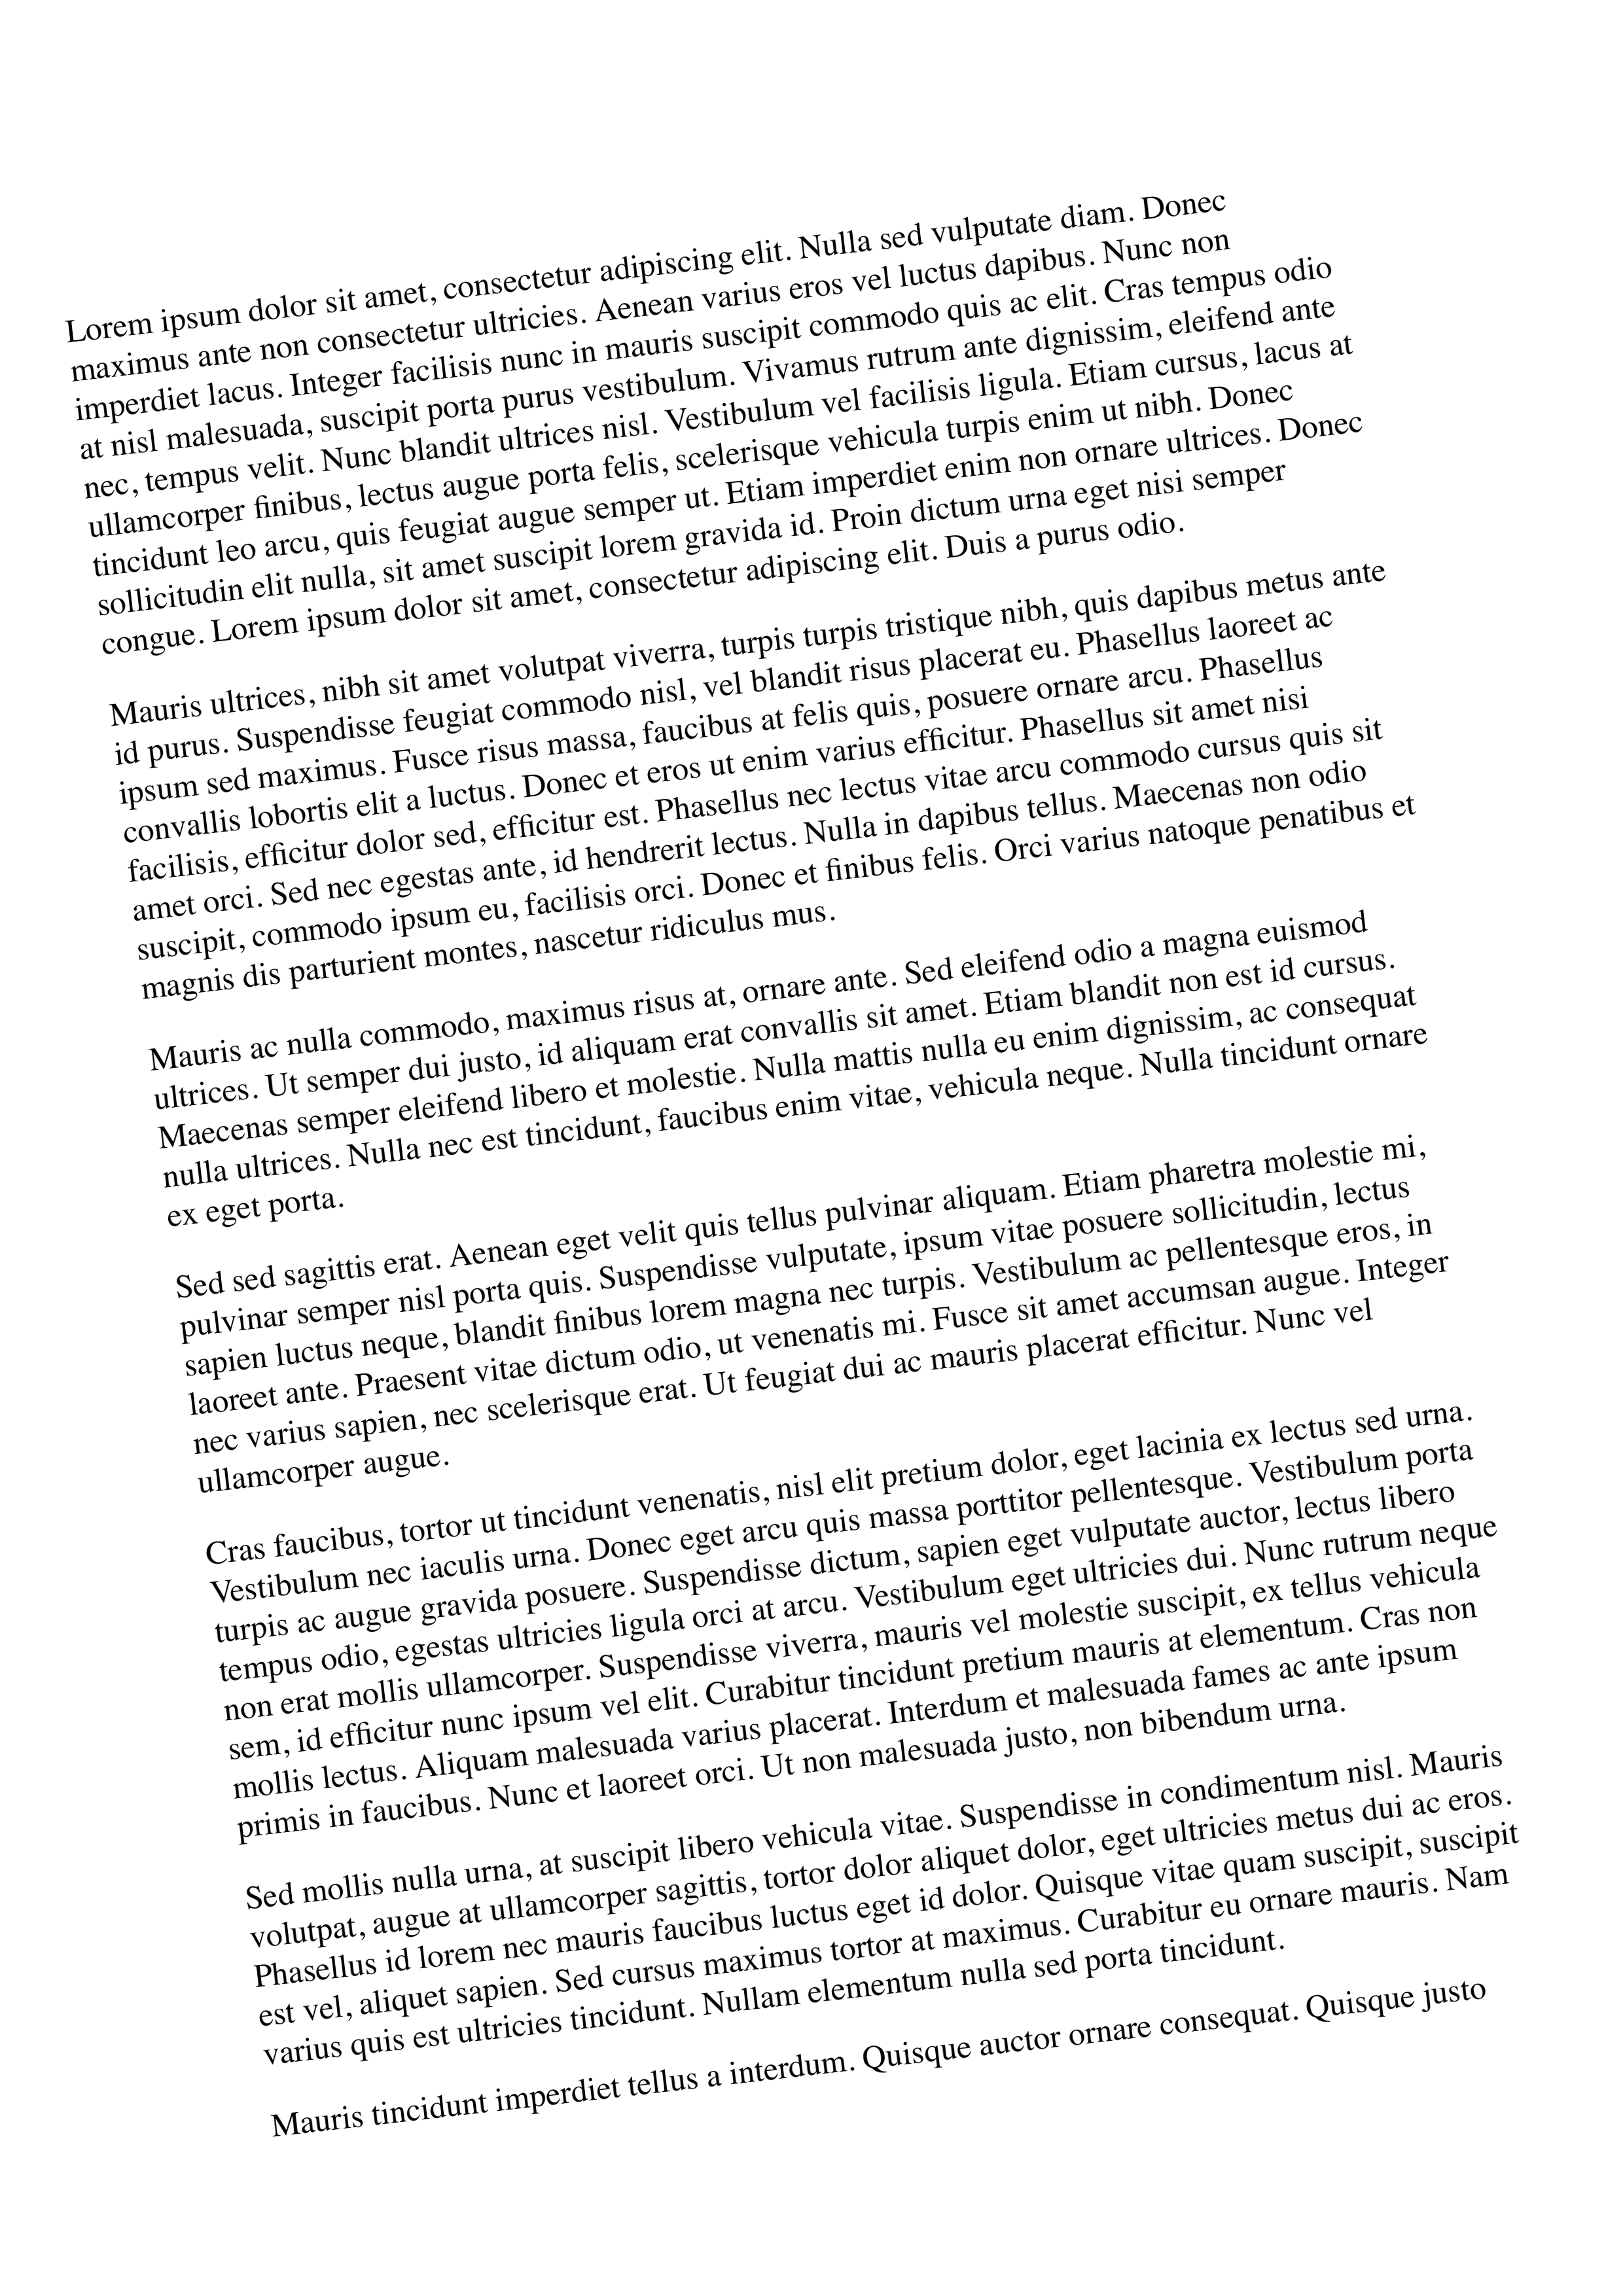 Lorem ipsum dolor sit amet, consectetur adipiscing elit. Nulla sed vulputate diam. Donec
maximus ante non consectetur ultricies. Aenean varius eros vel luctus dapibus. Nunc non
imperdiet lacus. Integer facilisis nunc in mauris suscipit commodo quis ac elit. Cras tempus odio
at nisl malesuada, suscipit porta purus vestibulum. Vivamus rutrum ante dignissim, eleifend ante
nec, tempus velit. Nunc blandit ultrices nisl. Vestibulum vel facilisis ligula. Etiam cursus, lacus at
ullamcorper finibus, lectus augue porta felis, scelerisque vehicula turpis enim ut nibh. Donec
tincidunt leo arcu, quis feugiat augue semper ut. Etiam imperdiet enim non ornare ultrices. Donec
sollicitudin elit nulla, sit amet suscipit lorem gravida id. Proin dictum urna eget nisi semper
congue. Lorem ipsum dolor sit amet, consectetur adipiscing elit. Duis a purus odio.

Mauris ultrices, nibh sit amet volutpat viverra, turpis turpis tristique nibh, quis dapibus metus ante
id purus. Suspendisse feugiat commodo nisl, vel blandit risus placerat eu. Phasellus laoreet ac
ipsum sed maximus. Fusce risus massa, faucibus at felis quis, posuere ornare arcu. Phasellus
convallis lobortis elit a luctus. Donec et eros ut enim varius efficitur. Phasellus sit amet nisi
facilisis, efficitur dolor sed, efficitur est. Phasellus nec lectus vitae arcu commodo cursus quis sit
amet orci. Sed nec egestas ante, id hendrerit lectus. Nulla in dapibus tellus. Maecenas non odio
suscipit, commodo ipsum eu, facilisis orci. Donec et finibus felis. Orci varius natoque penatibus et
magnis dis parturient montes, nascetur ridiculus mus.

Mauris ac nulla commodo, maximus risus at, ornare ante. Sed eleifend odio a magna euismod
ultrices. Ut semper dui justo, id aliquam erat convallis sit amet. Etiam blandit non est id cursus.
Maecenas semper eleifend libero et molestie. Nulla mattis nulla eu enim dignissim, ac consequat
nulla ultrices. Nulla nec est tincidunt, faucibus enim vitae, vehicula neque. Nulla tincidunt ornare
ex eget porta.

Sed sed sagittis erat. Aenean eget velit quis tellus pulvinar aliquam. Etiam pharetra molestie mi,
pulvinar semper nisl porta quis. Suspendisse vulputate, ipsum vitae posuere sollicitudin, lectus
sapien luctus neque, blandit finibus lorem magna nec turpis. Vestibulum ac pellentesque eros, in
laoreet ante. Praesent vitae dictum odio, ut venenatis mi. Fusce sit amet accumsan augue. Integer
nec varius sapien, nec scelerisque erat. Ut feugiat dui ac mauris placerat efficitur. Nunc vel
ullamcorper augue.

Cras faucibus, tortor ut tincidunt venenatis, nisl elit pretium dolor, eget lacinia ex lectus sed urna.
Vestibulum nec iaculis urna. Donec eget arcu quis massa porttitor pellentesque. Vestibulum porta
turpis ac augue gravida posuere. Suspendisse dictum, sapien eget vulputate auctor, lectus libero
tempus odio, egestas ultricies ligula orci at arcu. Vestibulum eget ultricies dui. Nunc rutrum neque
non erat mollis ullamcorper. Suspendisse viverra, mauris vel molestie suscipit, ex tellus vehicula
sem, id efficitur nunc ipsum vel elit. Curabitur tincidunt pretium mauris at elementum. Cras non
mollis lectus. Aliquam malesuada varius placerat. Interdum et malesuada fames ac ante ipsum
primis in faucibus. Nunc et laoreet orci. Ut non malesuada justo, non bibendum urna.

Sed mollis nulla urna, at suscipit libero vehicula vitae. Suspendisse in condimentum nisl. Mauris
volutpat, augue at ullamcorper sagittis, tortor dolor aliquet dolor, eget ultricies metus dui ac eros.
Phasellus id lorem nec mauris faucibus luctus eget id dolor. Quisque vitae quam suscipit, suscipit
est vel, aliquet sapien. Sed cursus maximus tortor at maximus. Curabitur eu ornare mauris. Nam
varius quis est ultricies tincidunt. Nullam elementum nulla sed porta tincidunt.

Mauris tincidunt imperdiet tellus a interdum. Quisque auctor ornare consequat. Quisque justo